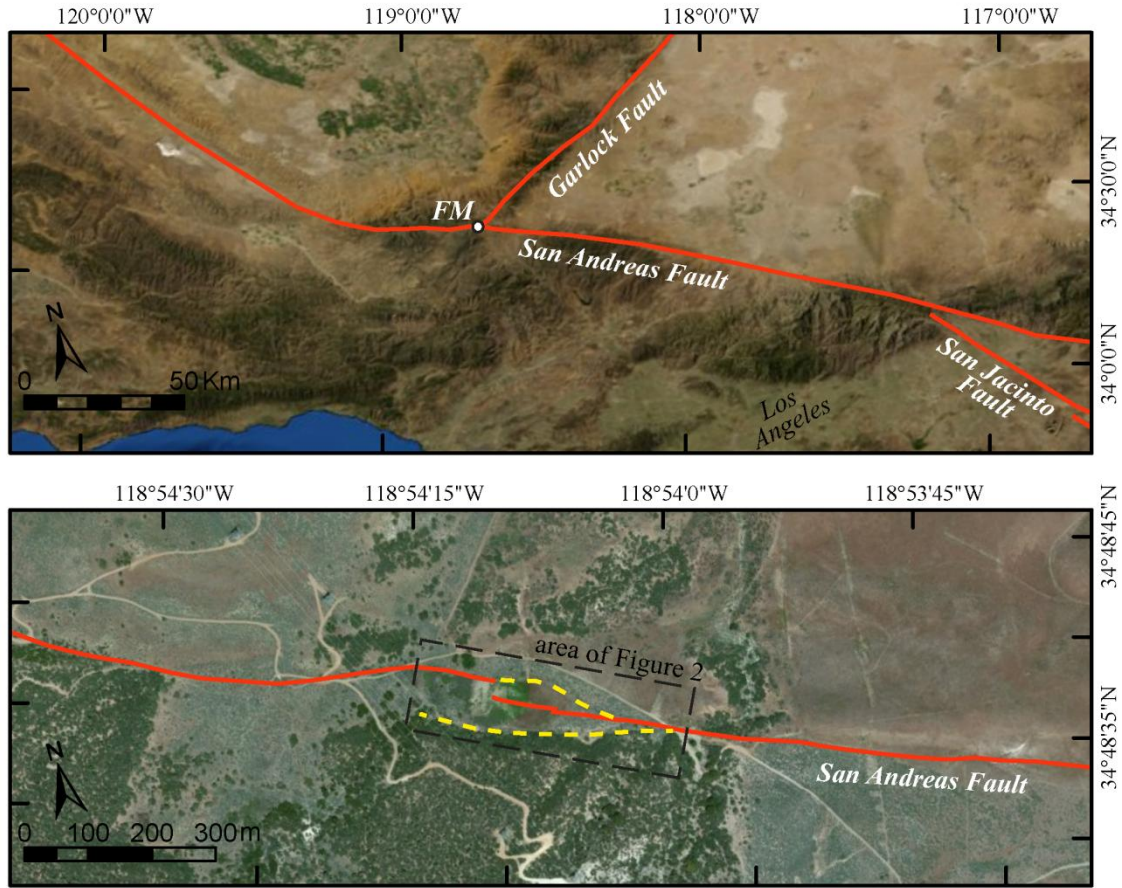 120°0'0"W
119°0'0"W
118°0'0"W
117°0'0"W
34°30'0"N
34°0'0"N
Garlock Fault
FM
San Andreas Fault
San Jacinto
Fault
Los
Angeles
N
0
50 Km
118°54'30"W
118°54'15"W
118°54'0"W
118°53'45"W
34°48'45"N
34°48'35"N
area of Figure 2
San Andreas Fault
N
0 100 200 300m